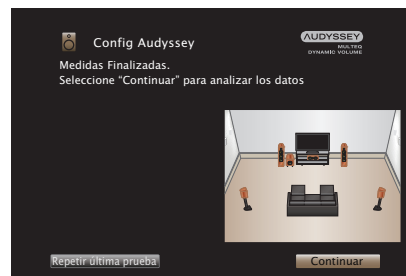 Config Audyssey
AUDYSSEY
MULTEQ
DYNAMIC VOLUME
Medidas Finalizadas.
Seleccione “Continuar” para analizar los datos
Repetir última prueba
Continuar